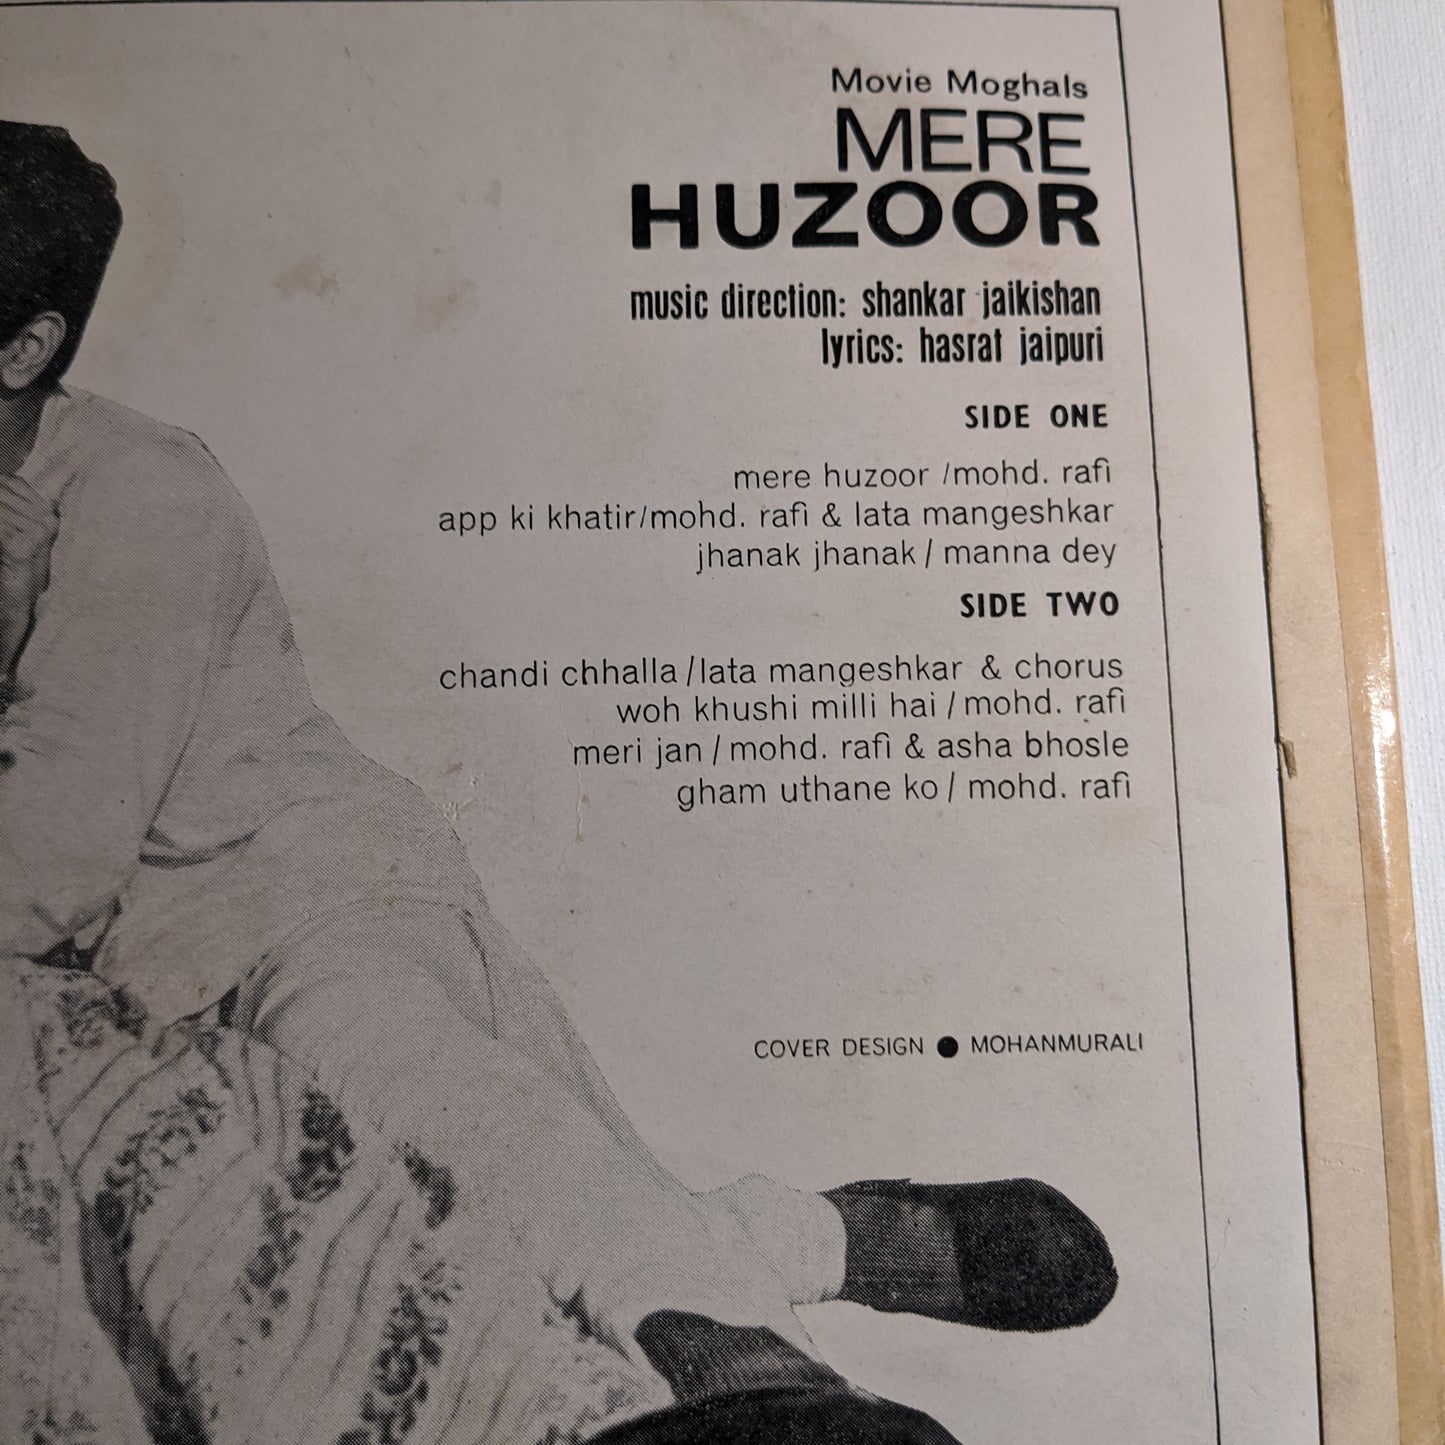 Movie Moghals
MERE
HUZOOR
music direction: shankar jaikishan
lyrics: hasrat jaipuri
SIDE ONE
mere huzoor /mohd. rafi
app ki khatir/mohd. rafi & lata mangeshkar
jhanak jhanak / manna dey
SIDE TWO
chandi chhalla /lata mangeshkar & chorus
woh khushi milli hai / mohd. rafi
meri jan / mohd. rafi & asha bhosle
gham uthane ko / mohd. rafi
COVER DESIGN ● MOHANMURALI